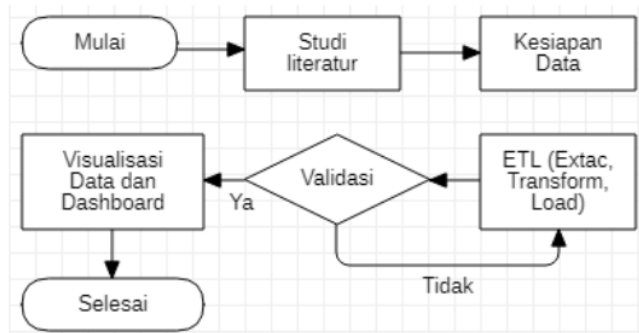 Mulai
Studi
literatur
Kesiapan
Data
ETL (Extac,
Transform,
Load)
Validasi
Ya
Tidak
Visualisasi
Data dan
Dashboard
Selesai